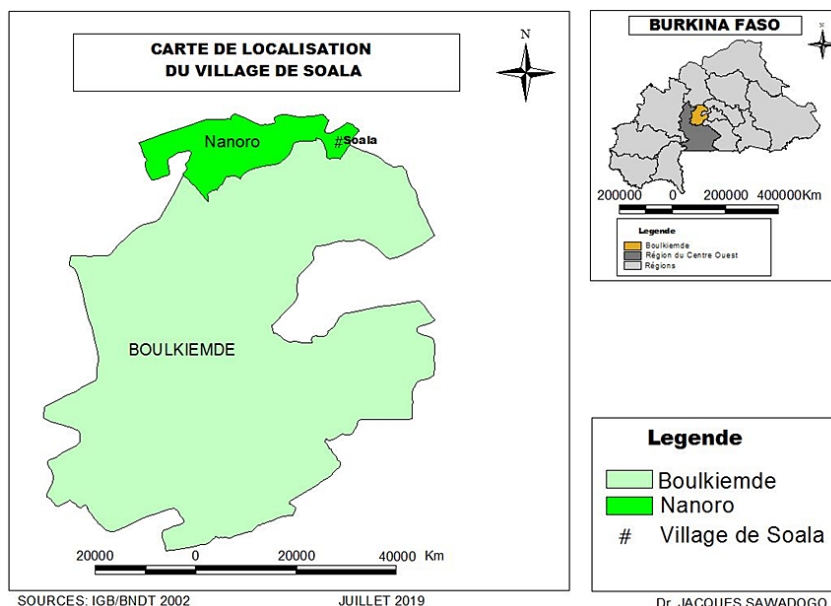 CARTE DE LOCALISATION
DU VILLAGE DE SOALA
N
Nanoro
#Soala
BOULKIEMDE
20000 0 20000 40000 Km
SOURCES: IGB/BNDT 2002 JUILLET 2019
BURKINA FASO
N
200000 0 200000 400000Km
Legende
Boulkiemde
Région du Centre Ouest
Régions
Legende
Boulkiemde
Nanoro
# Village de Soala
Dr. JACQUES SAWADOGO